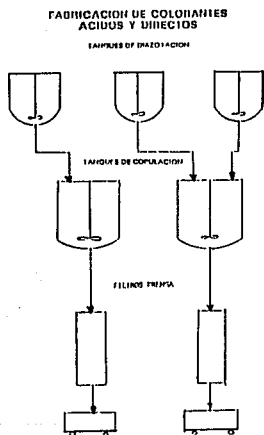 FABRICACION DE COLORANTES
ACIDOS Y DIRECTOS
TANQUES DE DIAZOTACION
TANQUES DE COPULACION
FILTROS PRENSA